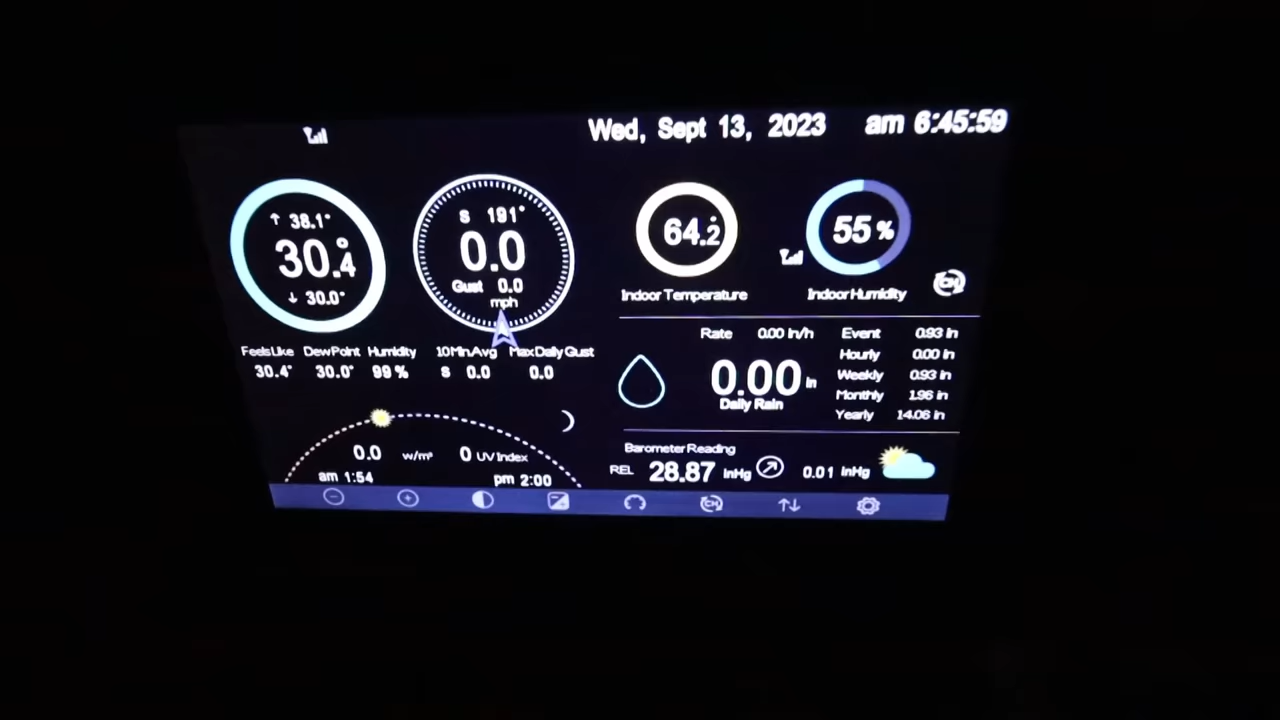 Wed, Sept 13, 2023 am 6:45:59
↑ 38.1°
30.4°
↓ 30.0°
S 191°
0.0
Gust 0.0
mph
64.2°
Indoor Temperature
55 %
Indoor Humidity
CH
Feels Like Dew Point Humidity
30.4° 30.0° 99 %
10 Min Avg Max Daily Gust
S 0.0 0.0
0.0 w/m² 0 UV Index
am 1:54 pm 2:00
Rate 0.00 in/h
0.00 in
Daily Rain
Event 0.93 in
Hourly 0.00 in
Weekly 0.93 in
Monthly 1.96 in
Yearly 14.06 in
Barometer Reading
REL 28.87 inHg 0.01 inHg
CH